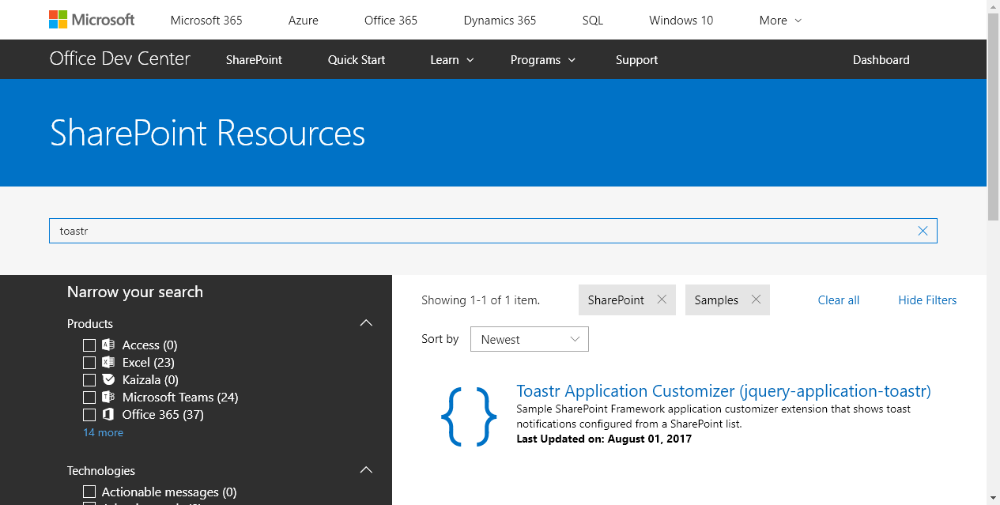 Microsoft Microsoft 365 Azure Office 365 Dynamics 365 SQL Windows 10 More
Office Dev Center SharePoint Quick Start Learn Programs Support Dashboard
SharePoint Resources
toastr
Narrow your search
Products
Access (0)
Excel (23)
Kaizala (0)
Microsoft Teams (24)
Office 365 (37)
14 more
Technologies
Actionable messages (0)
Showing 1-1 of 1 item. SharePoint Samples Clear all Hide Filters
Sort by Newest
{ } Toastr Application Customizer (jquery-application-toastr)
Sample SharePoint Framework application customizer extension that shows toast
notifications configured from a SharePoint list.
Last Updated on: August 01, 2017